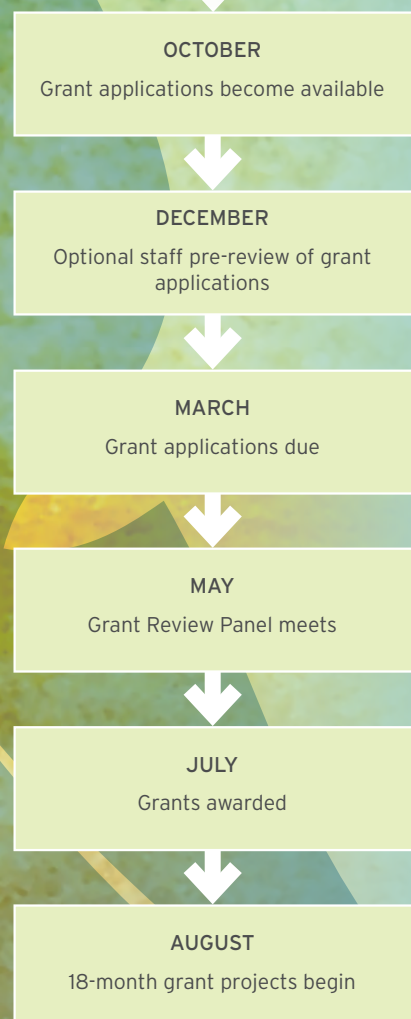 OCTOBER
Grant applications become available
DECEMBER
Optional staff pre-review of grant
applications
MARCH
Grant applications due
MAY
Grant Review Panel meets
JULY
Grants awarded
AUGUST
18-month grant projects begin